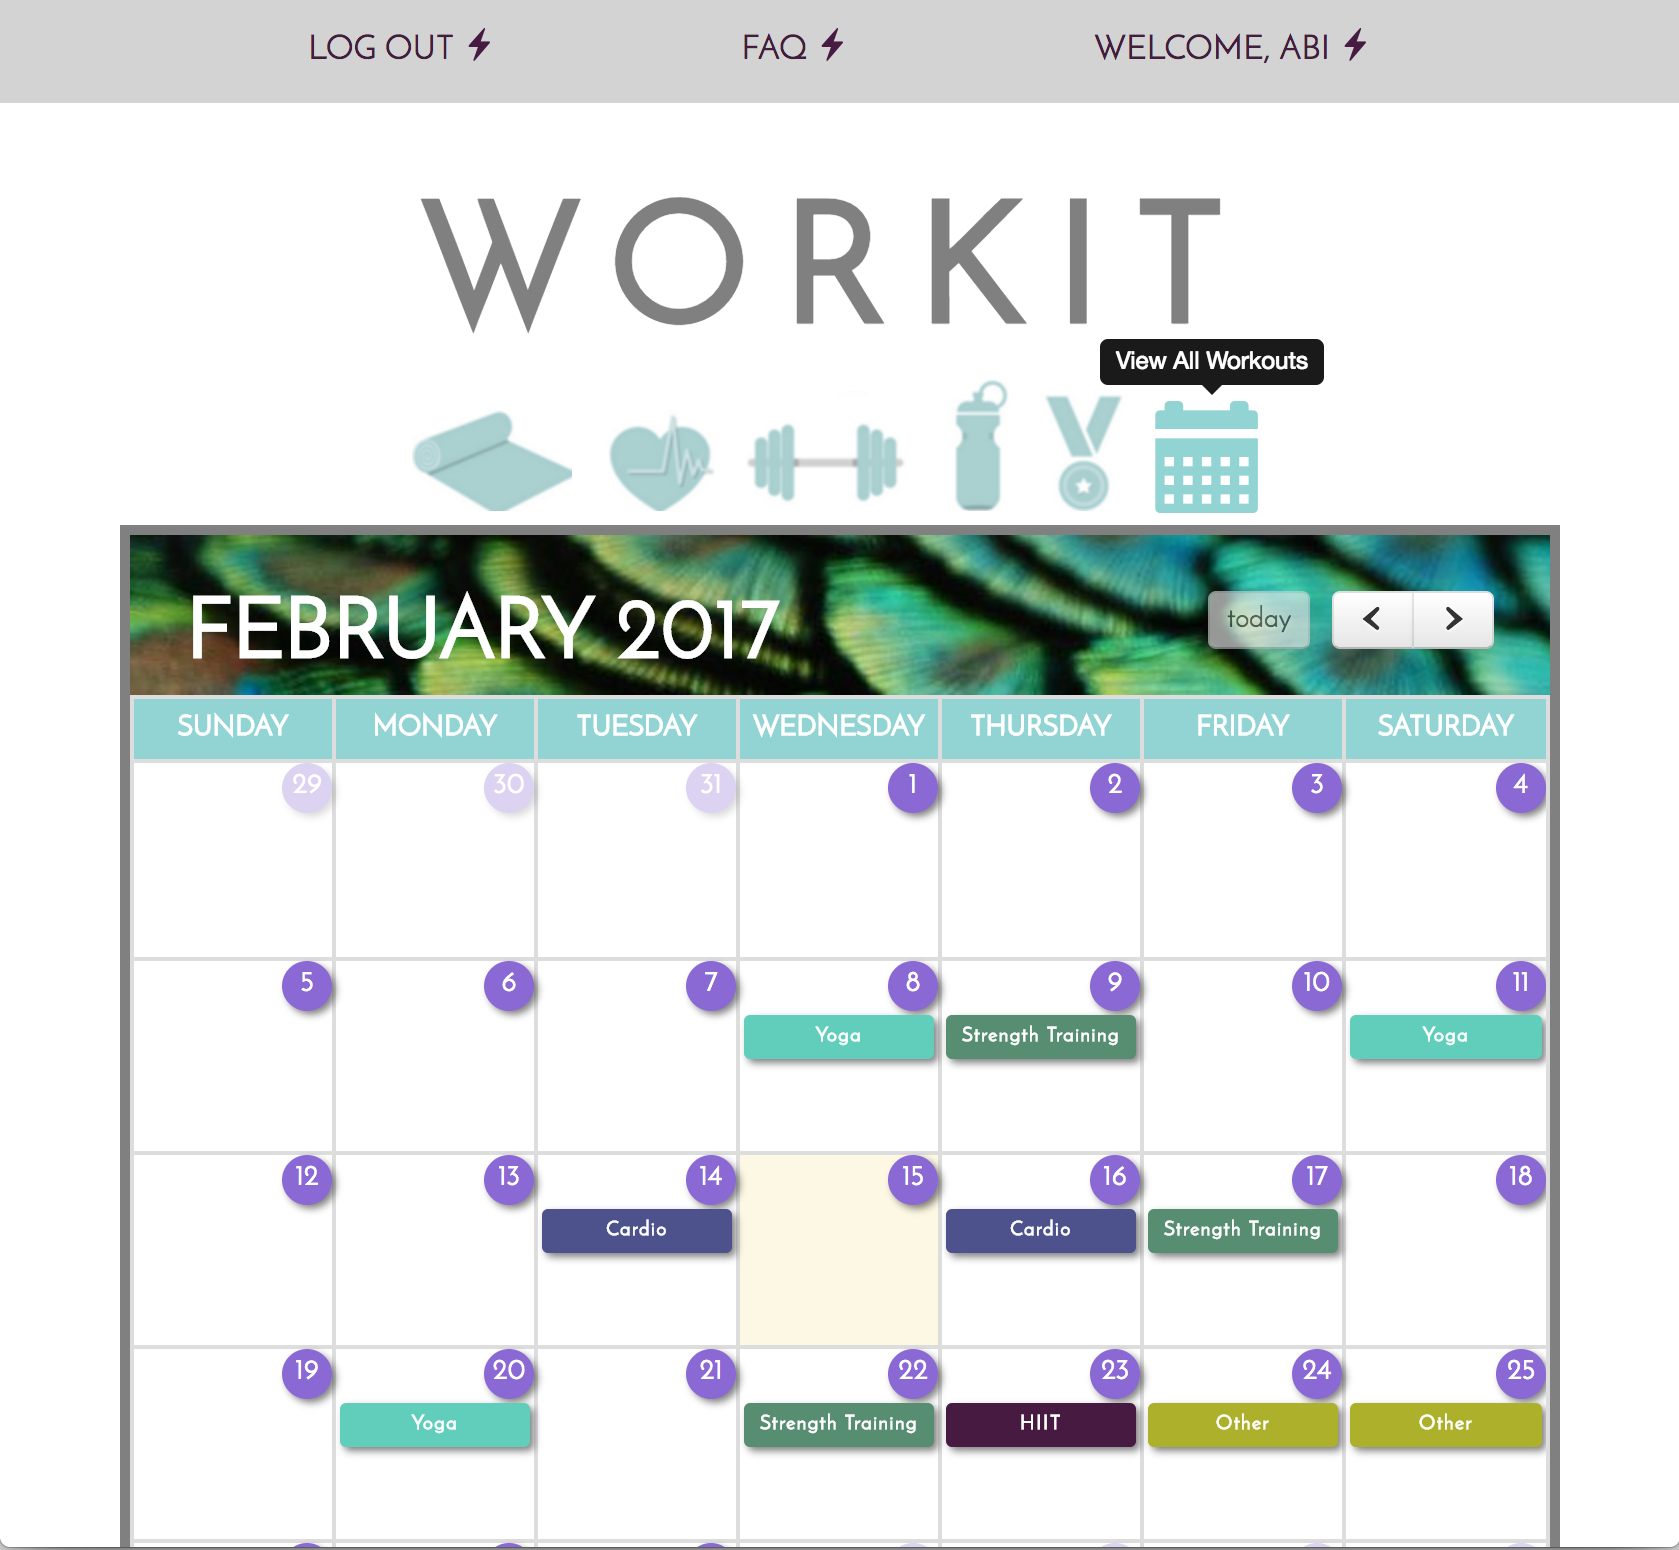 LOG OUT FAQ WELCOME, ABI
WORKIT
View All Workouts
FEBRUARY 2017 today
SUNDAY MONDAY TUESDAY WEDNESDAY THURSDAY FRIDAY SATURDAY
29 30 31 1 2 3 4
5 6 7 8 9 10 11
Yoga Strength Training Yoga
12 13 14 15 16 17 18
Cardio Cardio Strength Training
19 20 21 22 23 24 25
Yoga Strength Training HIIT Other Other